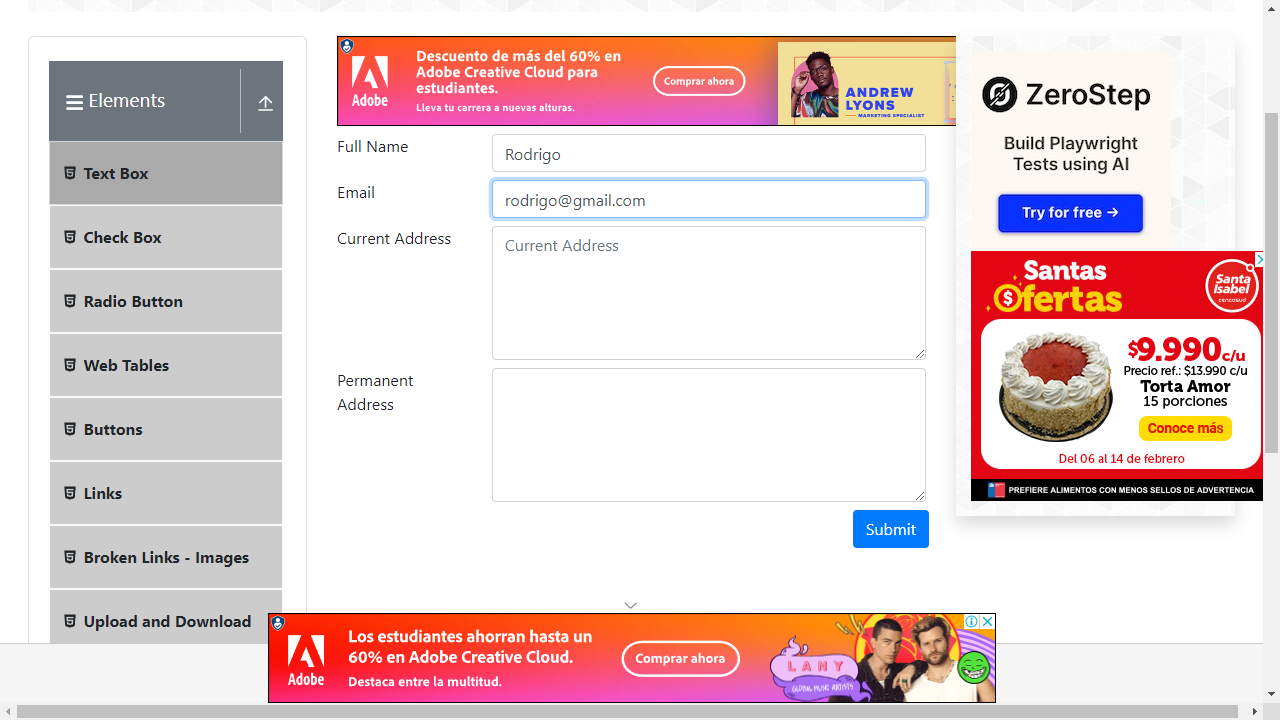 Elements
Text Box
Check Box
Radio Button
Web Tables
Buttons
Links
Broken Links - Images
Upload and Download
Descuento de más del 60% en
Adobe Creative Cloud para
estudiantes.
Lleva tu carrera a nuevas alturas.
Adobe
Comprar ahora
ANDREW
LYONS
MARKETING SPECIALIST
Full Name
Rodrigo
Email
rodrigo@gmail.com
Current Address
Current Address
Permanent
Address
Submit
ZeroStep
Build Playwright
Tests using AI
Try for free →
Santas
Ofertas
Santa
Isabel
cencosud
$9.990 c/u
Precio ref.: $13.990 c/u
Torta Amor
15 porciones
Conoce más
Del 06 al 14 de febrero
PREFIERE ALIMENTOS CON MENOS SELLOS DE ADVERTENCIA
Adobe
Los estudiantes ahorran hasta un
60% en Adobe Creative Cloud.
Destaca entre la multitud.
Comprar ahora
LANY
GLOBAL MUSIC ARTISTS